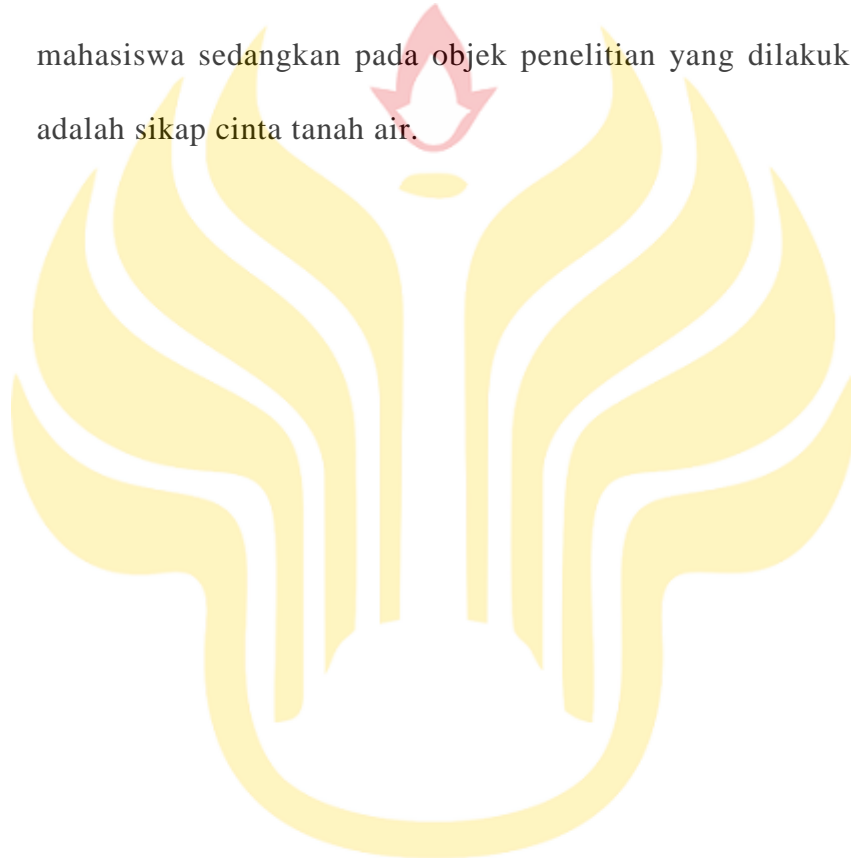 mahasiswa sedangkan pada objek penelitian yang dilakuk
adalah sikap cinta tanah air.